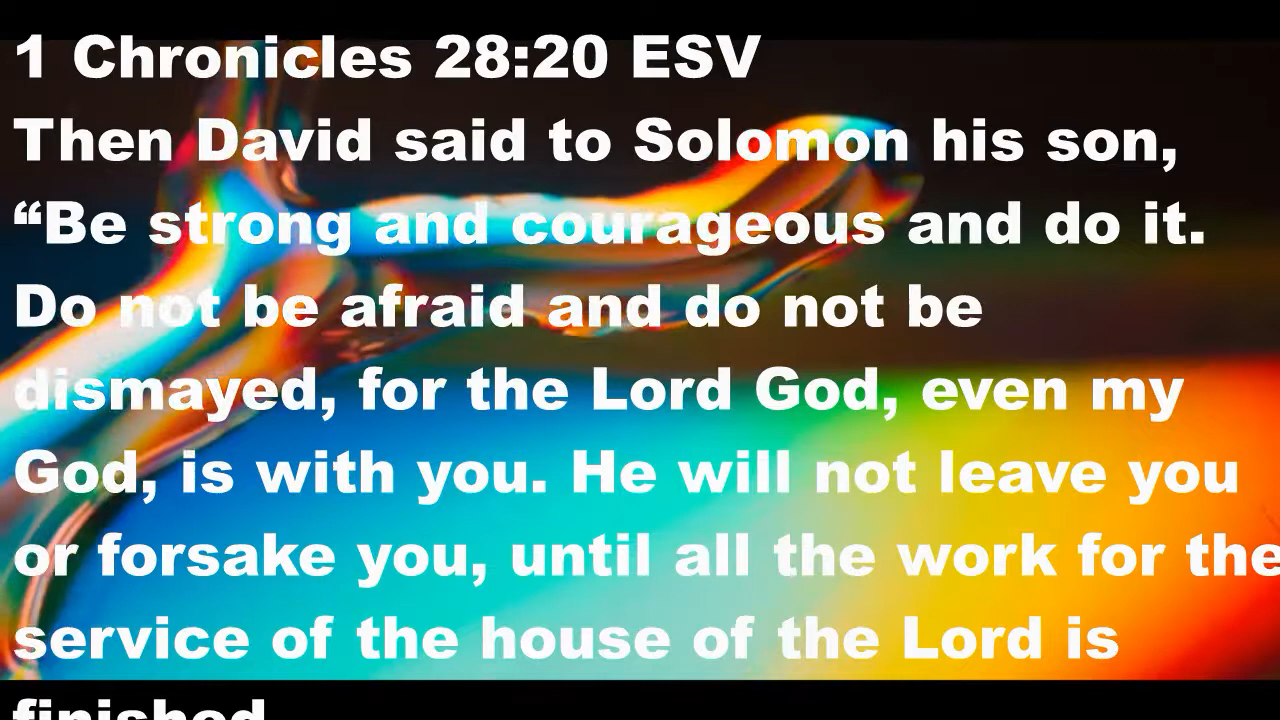 1 Chronicles 28:20 ESV
Then David said to Solomon his son,
“Be strong and courageous and do it.
Do not be afraid and do not be
dismayed, for the Lord God, even my
God, is with you. He will not leave you
or forsake you, until all the work for the
service of the house of the Lord is
finished